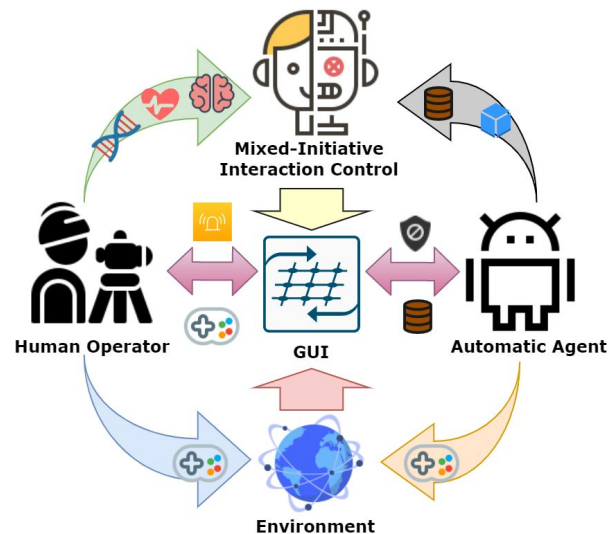 Mixed-Initiative
Interaction Control
Human Operator
GUI
Automatic Agent
Environment